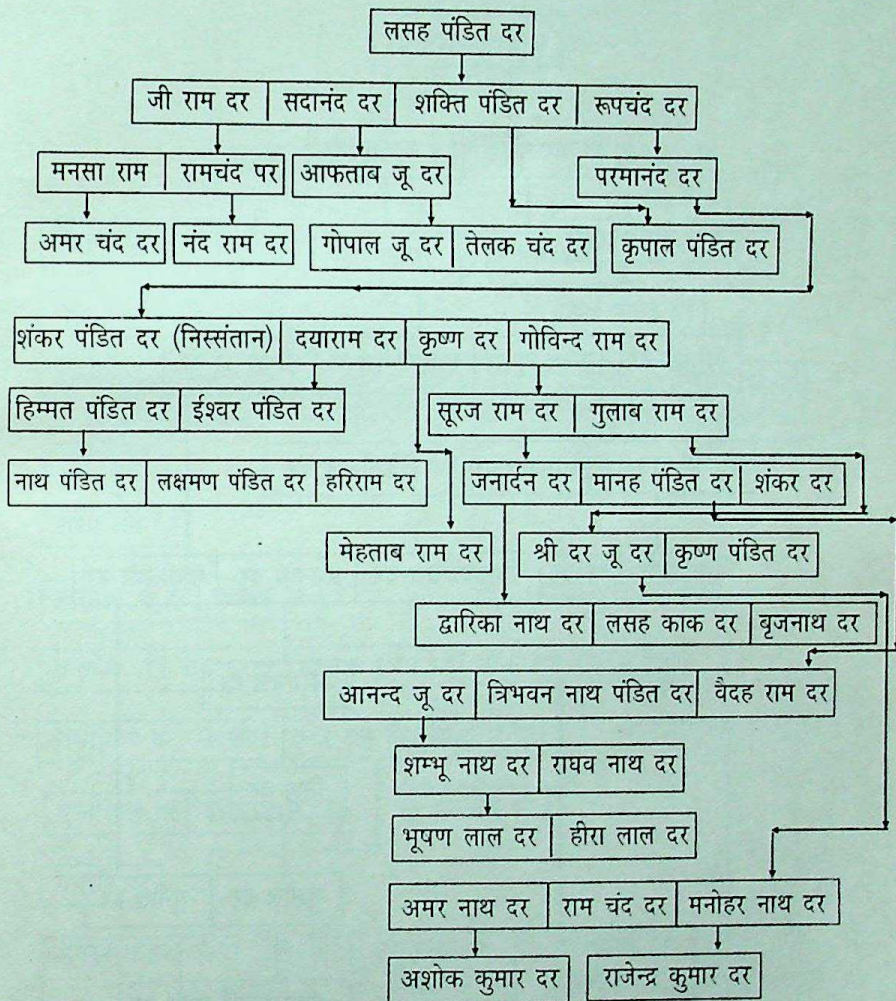 लसह पंडित दर
जी राम दर सदानंद दर शक्ति पंडित दर रूपचंद दर
मनसा राम रामचंद पर आफताब जू दर परमानंद दर
अमर चंद दर नंद राम दर गोपाल जू दर तेलक चंद दर कृपाल पंडित दर
शंकर पंडित दर (निस्संतान) दयाराम दर कृष्ण दर गोविन्द राम दर
हिम्मत पंडित दर ईश्वर पंडित दर सूरज राम दर गुलाब राम दर
नाथ पंडित दर लक्षमण पंडित दर हरिराम दर जनार्दन दर मानह पंडित दर शंकर दर
मेहताब राम दर श्री दर जू दर कृष्ण पंडित दर
द्वारिका नाथ दर लसह काक दर बृजनाथ दर
आनन्द जू दर त्रिभवन नाथ पंडित दर वैदह राम दर
शम्भू नाथ दर राघव नाथ दर
भूषण लाल दर हीरा लाल दर
अमर नाथ दर राम चंद दर मनोहर नाथ दर
अशोक कुमार दर राजेन्द्र कुमार दर